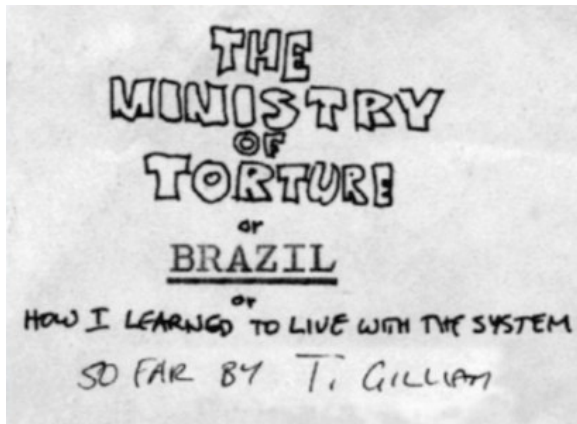 THE
MINISTRY
OF
TORTURE
or
BRAZIL
or
HOW I LEARNED TO LIVE WITH THE SYSTEM
SO FAR BY T. GILLIAM